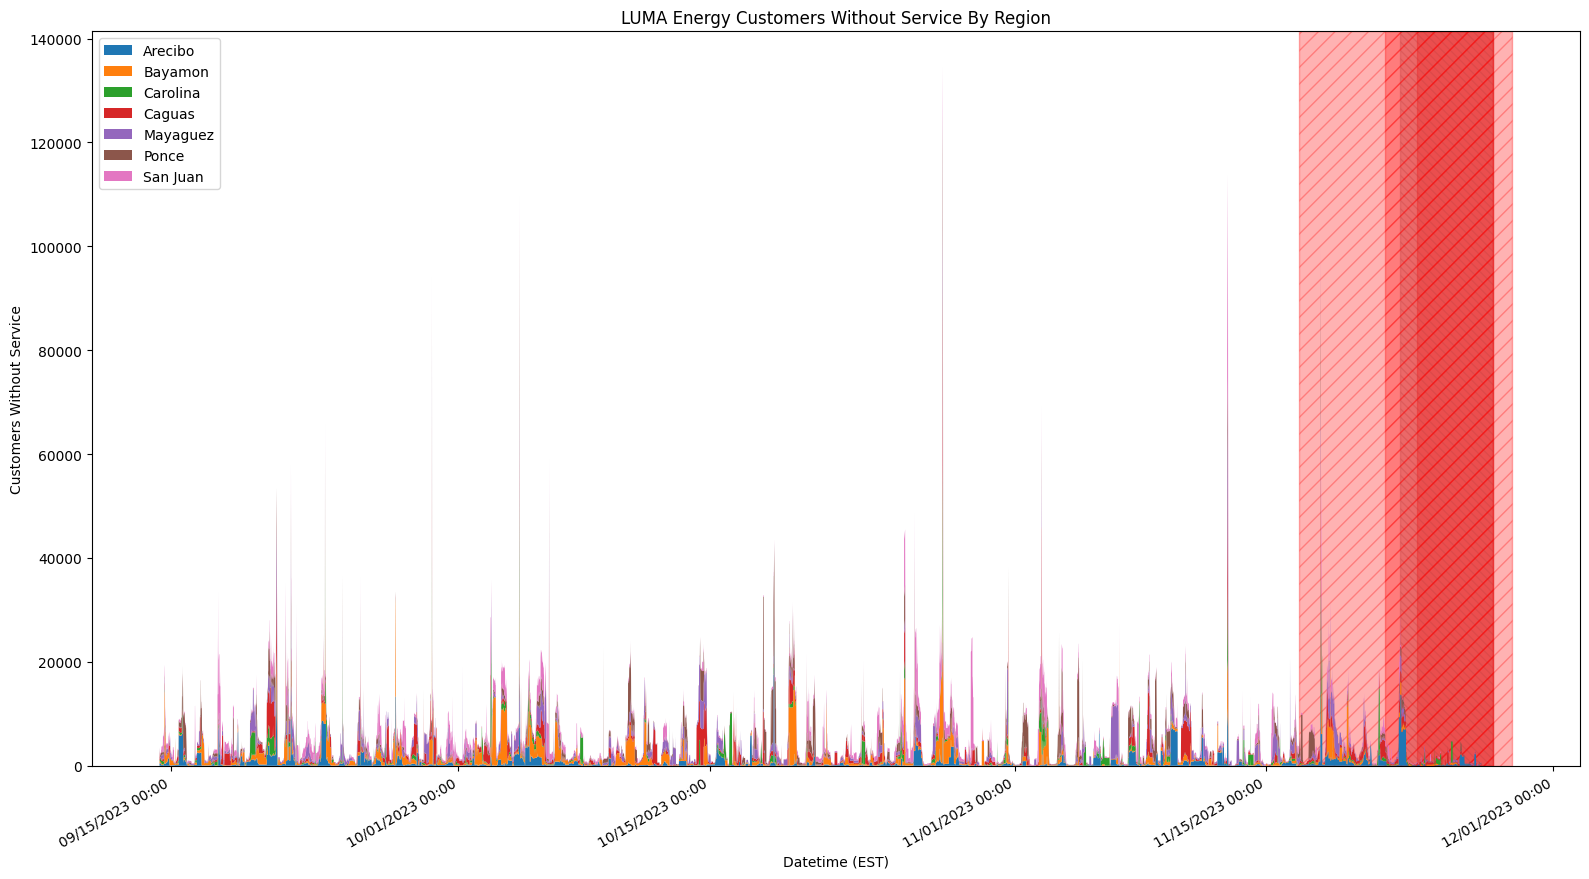 LUMA Energy Customers Without Service By Region
140000
120000
100000
80000
60000
40000
20000
0
Customers Without Service
Arecibo
Bayamon
Carolina
Caguas
Mayaguez
Ponce
San Juan
09/15/2023 00:00
10/01/2023 00:00
10/15/2023 00:00
11/01/2023 00:00
11/15/2023 00:00
12/01/2023 00:00
Datetime (EST)